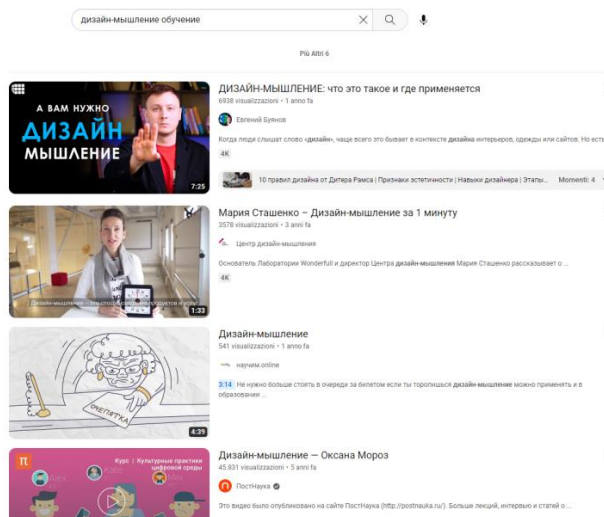 дизайн-мышление обучение
Più Altri 6
А ВАМ НУЖНО
ДИЗАЙН
МЫШЛЕНИЕ
7:25
ДИЗАЙН-МЫШЛЕНИЕ: что это такое и где применяется
6938 visualizzazioni • 1 anno fa
Евгений Буянов
Когда люди слышат слово «дизайн», чаще всего это бывает в контексте дизайна интерьеров, одежды или сайтов. Но есть
4K
10 правил дизайна от Дитера Рамса | Признаки эстетичности | Навыки дизайнера | Этапы... Momenti: 4
1:33
Мария Сташенко – Дизайн-мышление за 1 минуту
3578 visualizzazioni • 3 anni fa
Центр дизайн-мышления
Основатель Лаборатории Wonderfull и директор Центра дизайн-мышления Мария Сташенко рассказывает о ...
4K
ОЧЕПЯТКА
4:39
Дизайн-мышление
541 visualizzazioni • 1 anno fa
научим.online
3:14 Не нужно больше стоять в очереди за билетом если ты торопишься дизайн-мышление можно применять и в
образовании ...
π
Курс | Культурные практики
цифровой среды
Alex
Katie
Дизайн-мышление — Оксана Мороз
45.831 visualizzazioni • 5 anni fa
ПостНаука
Это видео было опубликовано на сайте ПостНаука (http://postnauka.ru/). Больше лекций, интервью и статей о ...